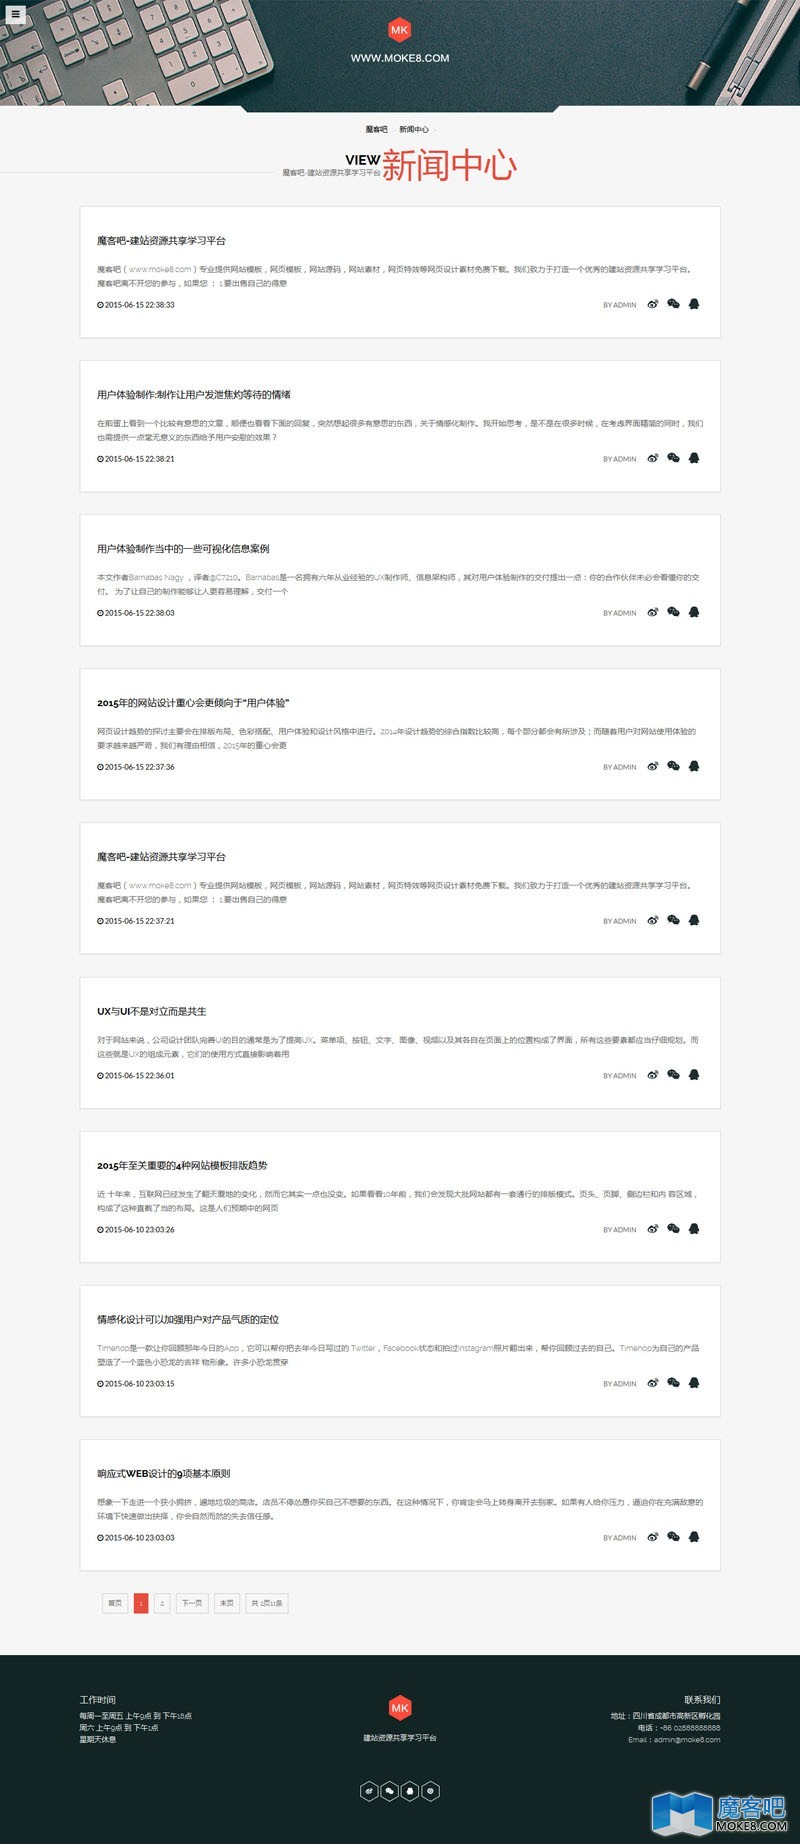 MK
WWW.MOKE8.COM
魔客吧 > 新闻中心 >
VIEW新闻中心
魔客吧-建站资源共享学习平台
魔客吧-建站资源共享学习平台
魔客吧（www.moke8.com）专业提供网站模板，网页模板，网站源码，网站素材，网页特效等网页设计素材免费下载。我们致力于打造一个优秀的建站资源共享学习平台。
魔客吧离不开您的参与，如果您 ： 1.要出售自己的得意
2015-06-15 22:38:33 BY ADMIN
用户体验制作:制作让用户发泄焦灼等待的情绪
在煎蛋上看到一个比较有意思的文章，顺便也看看下面的回复，突然想起很多有意思的东西，关于情感化制作。我开始思考，是不是在很多时候，在考虑界面精简的同时，我们
也需提供一点毫无意义的东西给予用户安慰的效果？
2015-06-15 22:38:21 BY ADMIN
用户体验制作当中的一些可视化信息案例
本文作者Barnabas Nagy ，译者@C7210。Barnabas是一名拥有六年从业经验的UX制作师、信息架构师，其对用户体验制作的交付提出一点：你的合作伙伴未必会看懂你的交
付。 为了让自己的制作能够让人更容易理解，交付一个
2015-06-15 22:38:03 BY ADMIN
2015年的网站设计重心会更倾向于“用户体验”
网页设计趋势的探讨主要会在排版布局、色彩搭配、用户体验和设计风格中进行。2014年设计趋势的综合指数比较高，每个部分都会有所涉及；而随着用户对网站使用体验的
要求越来越严苛，我们有理由相信，2015年的重心会更
2015-06-15 22:37:36 BY ADMIN
魔客吧-建站资源共享学习平台
魔客吧（www.moke8.com）专业提供网站模板，网页模板，网站源码，网站素材，网页特效等网页设计素材免费下载。我们致力于打造一个优秀的建站资源共享学习平台。
魔客吧离不开您的参与，如果您 ： 1.要出售自己的得意
2015-06-15 22:37:21 BY ADMIN
UX与UI不是对立而是共生
对于网站来说，公司设计团队完善UI的目的通常是为了提高UX。菜单项、按钮、文字、图像、视频以及其各自在页面上的位置构成了界面，所有这些要素都应当仔细规划。而
这些就是UX的组成元素，它们的使用方式直接影响着用
2015-06-15 22:36:01 BY ADMIN
2015年至关重要的4种网站模板排版趋势
近 十年来，互联网已经发生了翻天覆地的变化，然而它其实一点也没变。如果看看10年前，我们会发现大批网站都有一套通行的排版模式。页头、页脚、侧边栏和内 容区域，
构成了这种直截了当的布局。这是人们预期中的网页
2015-06-10 23:03:26 BY ADMIN
情感化设计可以加强用户对产品气质的定位
Timehop是一款让你回顾那年今日的App，它可以帮你把去年今日写过的 Twitter，Facebook状态和拍过Instagram照片翻出来，帮你回顾过去的自己。Timehop为自己的产品
塑造了一个蓝色小恐龙的吉祥 物形象。许多小恐龙贯穿
2015-06-10 23:03:15 BY ADMIN
响应式WEB设计的9项基本原则
想象一下走进一个狭小拥挤，遍地垃圾的商店。店员不停怂恿你买自己不想要的东西。在这种情况下，你肯定会马上转身离开去别家。如果有人给你压力，逼迫你在充满敌意的
环境下快速做出抉择，你会自然而然的失去信任感。
2015-06-10 23:03:03 BY ADMIN
首页 1 2 下一页 末页 共 2页11条
工作时间
每周一至周五 上午9点 到 下午18点
周六 上午9点 到 下午1点
星期天休息
MK
建站资源共享学习平台
联系我们
地址：四川省成都市高新区孵化园
电话：+86 02888888888
Email：admin@moke8.com
魔客吧
MOKE8.COM